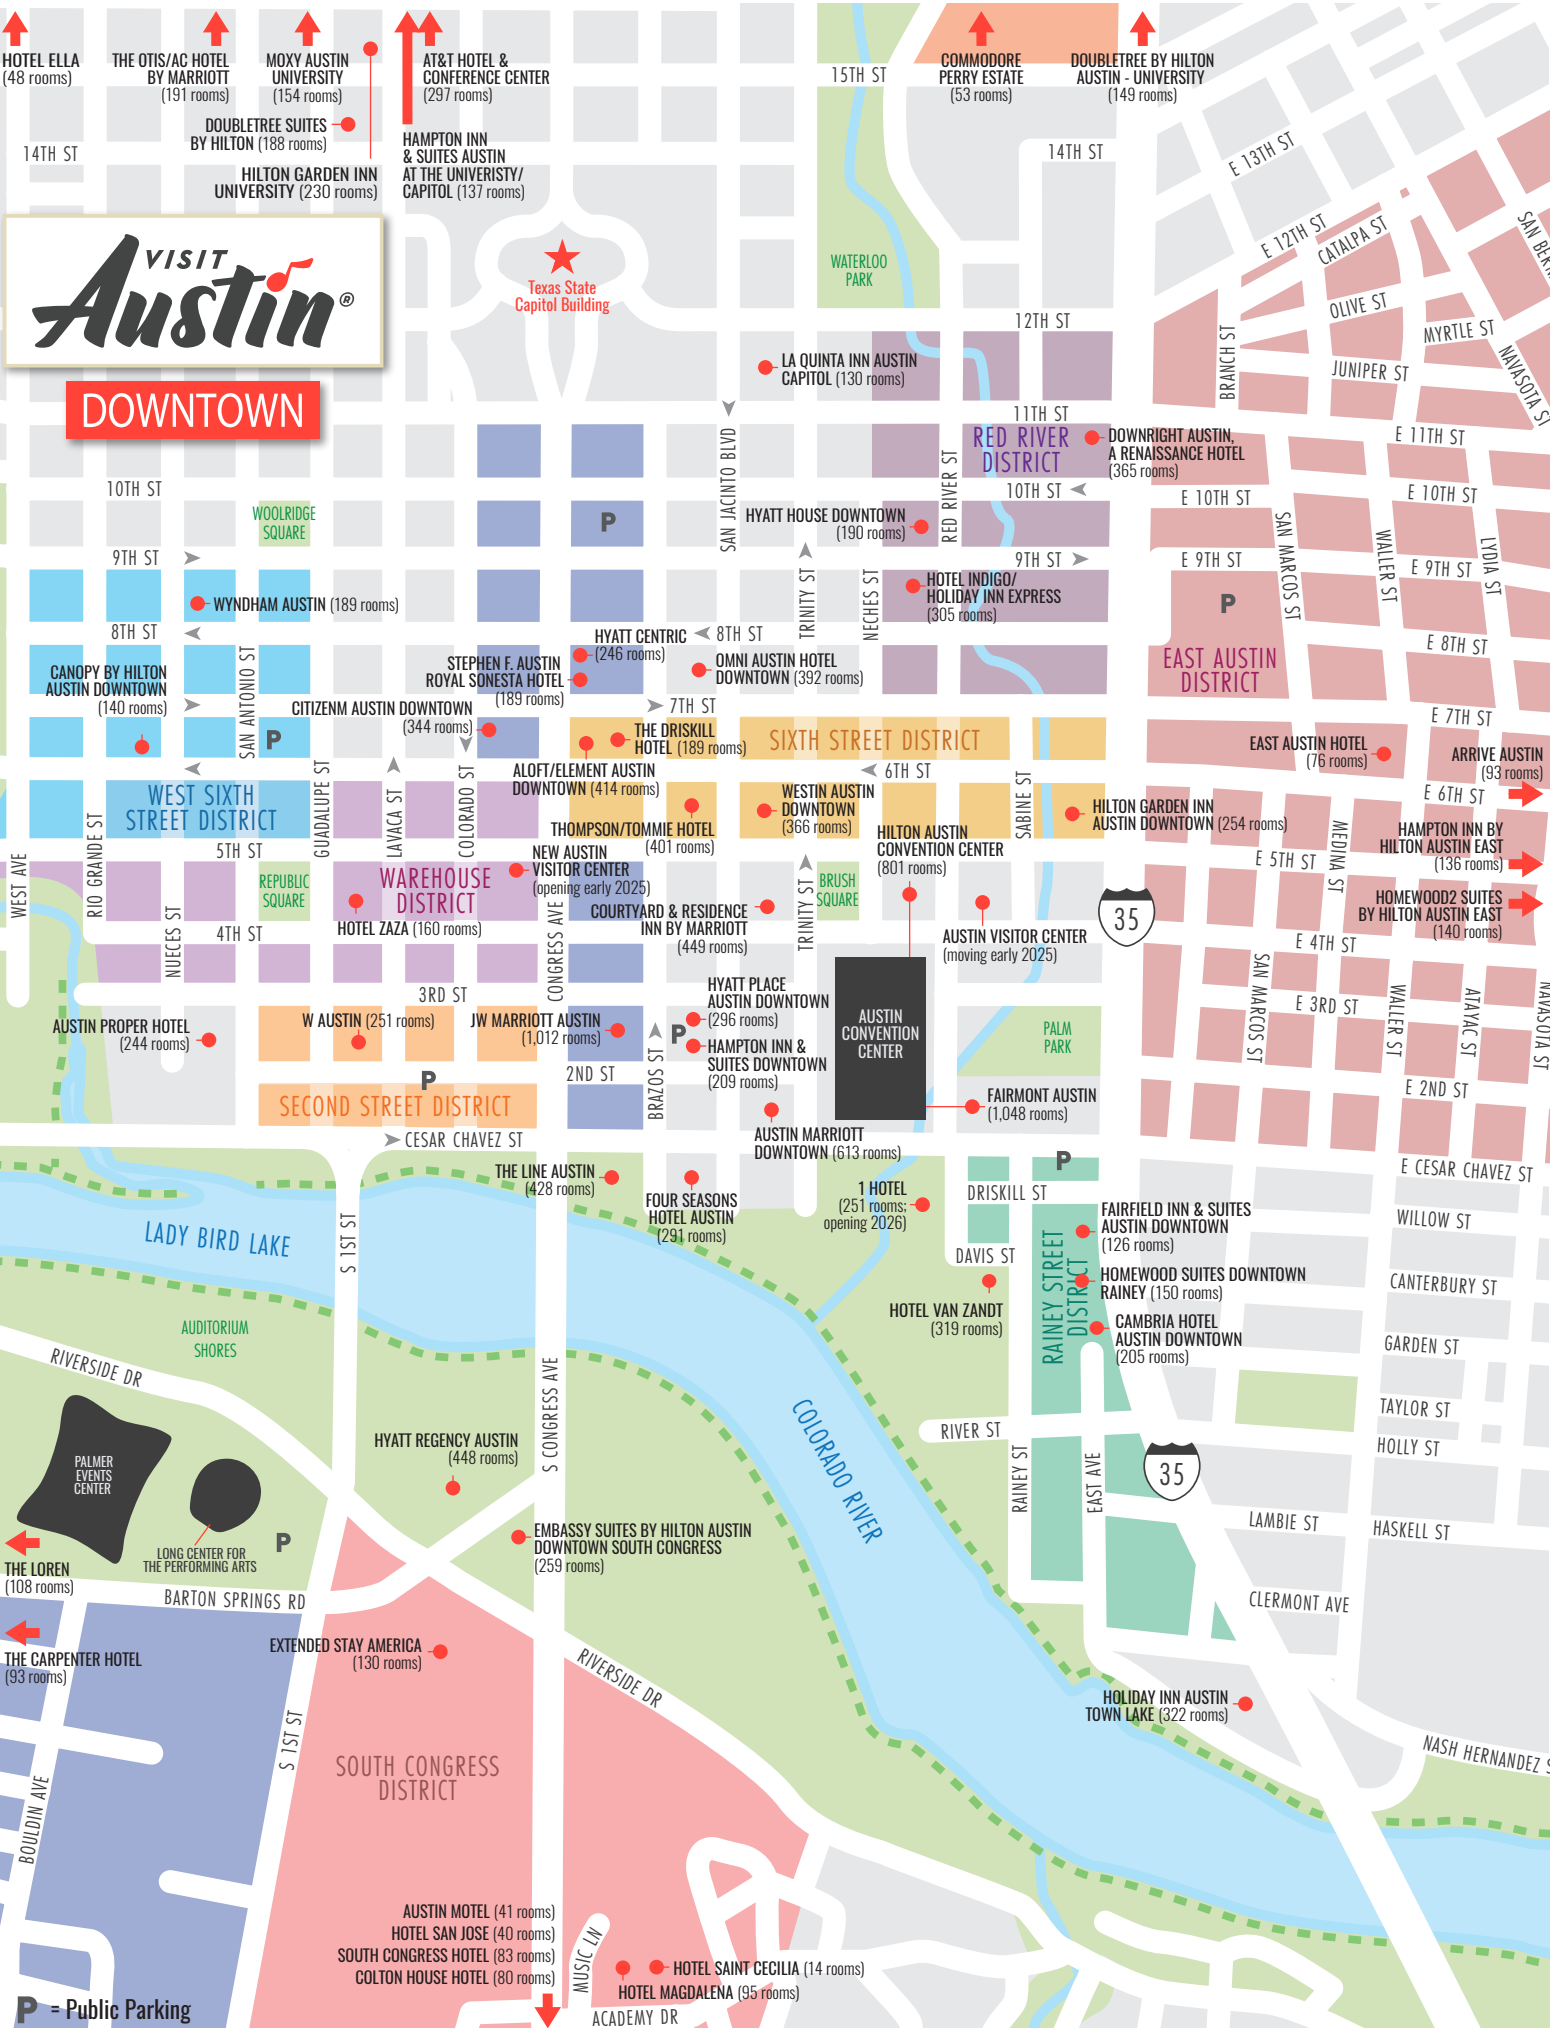 HOTEL ELLA
(48 rooms)
THE OTIS/AC HOTEL
BY MARRIOTT
(191 rooms)
MOXY AUSTIN
UNIVERSITY
(154 rooms)
AT&T HOTEL &
CONFERENCE CENTER
(297 rooms)
COMMODORE
PERRY ESTATE
(53 rooms)
DOUBLETREE BY HILTON
AUSTIN - UNIVERSITY
(149 rooms)
15TH ST
DOUBLETREE SUITES
BY HILTON (188 rooms)
HILTON GARDEN INN
UNIVERSITY (230 rooms)
HAMPTON INN
& SUITES AUSTIN
AT THE UNIVERISTY/
CAPITOL (137 rooms)
14TH ST
14TH ST
E 13TH ST
E 12TH ST
CATALPA ST
SAN BER
VISIT
Austin®
DOWNTOWN
Texas State
Capitol Building
WATERLOO
PARK
12TH ST
OLIVE ST
MYRTLE ST
JUNIPER ST
BRANCH ST
NAVASOTA ST
LA QUINTA INN AUSTIN
CAPITOL (130 rooms)
11TH ST
RED RIVER
DISTRICT
DOWNRIGHT AUSTIN,
A RENAISSANCE HOTEL
(365 rooms)
E 11TH ST
SAN JACINTO BLVD
RED RIVER ST
10TH ST
10TH ST
E 10TH ST
E 10TH ST
WOOLRIDGE
SQUARE
P
HYATT HOUSE DOWNTOWN
(190 rooms)
SAN MARCOS ST
WALLER ST
LYDIA ST
9TH ST
9TH ST
E 9TH ST
E 9TH ST
TRINITY ST
NECHES ST
HOTEL INDIGO/
HOLIDAY INN EXPRESS
(305 rooms)
P
WYNDHAM AUSTIN (189 rooms)
8TH ST
8TH ST
E 8TH ST
HYATT CENTRIC
(246 rooms)
STEPHEN F. AUSTIN
ROYAL SONESTA HOTEL
(189 rooms)
OMNI AUSTIN HOTEL
DOWNTOWN (392 rooms)
EAST AUSTIN
DISTRICT
CANOPY BY HILTON
AUSTIN DOWNTOWN
(140 rooms)
SAN ANTONIO ST
P
CITIZENM AUSTIN DOWNTOWN
(344 rooms)
7TH ST
E 7TH ST
THE DRISKILL
HOTEL (189 rooms)
SIXTH STREET DISTRICT
EAST AUSTIN HOTEL
(76 rooms)
ARRIVE AUSTIN
(93 rooms)
ALOFT/ELEMENT AUSTIN
DOWNTOWN (414 rooms)
6TH ST
E 6TH ST
WEST SIXTH
STREET DISTRICT
GUADALUPE ST
LAVACA ST
COLORADO ST
THOMPSON/TOMMIE HOTEL
(401 rooms)
WESTIN AUSTIN
DOWNTOWN
(366 rooms)
SABINE ST
HILTON GARDEN INN
AUSTIN DOWNTOWN (254 rooms)
HILTON AUSTIN
CONVENTION CENTER
(801 rooms)
MEDINA ST
HAMPTON INN BY
HILTON AUSTIN EAST
(136 rooms)
5TH ST
E 5TH ST
WEST AVE
RIO GRANDE ST
REPUBLIC
SQUARE
WAREHOUSE
DISTRICT
NEW AUSTIN
VISITOR CENTER
(opening early 2025)
BRUSH
SQUARE
TRINITY ST
HOMEWOOD2 SUITES
BY HILTON AUSTIN EAST
(140 rooms)
HOTEL ZAZA (160 rooms)
COURTYARD & RESIDENCE
INN BY MARRIOTT
(449 rooms)
AUSTIN VISITOR CENTER
(moving early 2025)
35
NUECES ST
4TH ST
E 4TH ST
CONGRESS AVE
3RD ST
E 3RD ST
SAN MARCOS ST
WALLER ST
ATAYAC ST
NAVASOTA ST
AUSTIN PROPER HOTEL
(244 rooms)
W AUSTIN (251 rooms)
JW MARRIOTT AUSTIN
(1,012 rooms)
HYATT PLACE
AUSTIN DOWNTOWN
(296 rooms)
P
HAMPTON INN &
SUITES DOWNTOWN
(209 rooms)
AUSTIN
CONVENTION
CENTER
PALM
PARK
P
2ND ST
BRAZOS ST
E 2ND ST
SECOND STREET DISTRICT
FAIRMONT AUSTIN
(1,048 rooms)
AUSTIN MARRIOTT
DOWNTOWN (613 rooms)
CESAR CHAVEZ ST
E CESAR CHAVEZ ST
P
THE LINE AUSTIN
(428 rooms)
FOUR SEASONS
HOTEL AUSTIN
(291 rooms)
1 HOTEL
(251 rooms;
opening 2026)
DRISKILL ST
FAIRFIELD INN & SUITES
AUSTIN DOWNTOWN
(126 rooms)
WILLOW ST
LADY BIRD LAKE
S 1ST ST
DAVIS ST
RAINEY STREET
DISTRICT
HOMEWOOD SUITES DOWNTOWN
RAINEY (150 rooms)
CANTERBURY ST
HOTEL VAN ZANDT
(319 rooms)
CAMBRIA HOTEL
AUSTIN DOWNTOWN
(205 rooms)
GARDEN ST
AUDITORIUM
SHORES
RIVERSIDE DR
S CONGRESS AVE
COLORADO RIVER
TAYLOR ST
HOLLY ST
RIVER ST
RAINEY ST
EAST AVE
35
PALMER
EVENTS
CENTER
HYATT REGENCY AUSTIN
(448 rooms)
LAMBIE ST
HASKELL ST
EMBASSY SUITES BY HILTON AUSTIN
DOWNTOWN SOUTH CONGRESS
(259 rooms)
P
LONG CENTER FOR
THE PERFORMING ARTS
THE LOREN
(108 rooms)
BARTON SPRINGS RD
CLERMONT AVE
THE CARPENTER HOTEL
(93 rooms)
EXTENDED STAY AMERICA
(130 rooms)
RIVERSIDE DR
HOLIDAY INN AUSTIN
TOWN LAKE (322 rooms)
S 1ST ST
NASH HERNANDEZ S
SOUTH CONGRESS
DISTRICT
BOULDIN AVE
AUSTIN MOTEL (41 rooms)
HOTEL SAN JOSE (40 rooms)
SOUTH CONGRESS HOTEL (83 rooms)
COLTON HOUSE HOTEL (80 rooms)
MUSIC LN
HOTEL SAINT CECILIA (14 rooms)
HOTEL MAGDALENA (95 rooms)
ACADEMY DR
P = Public Parking